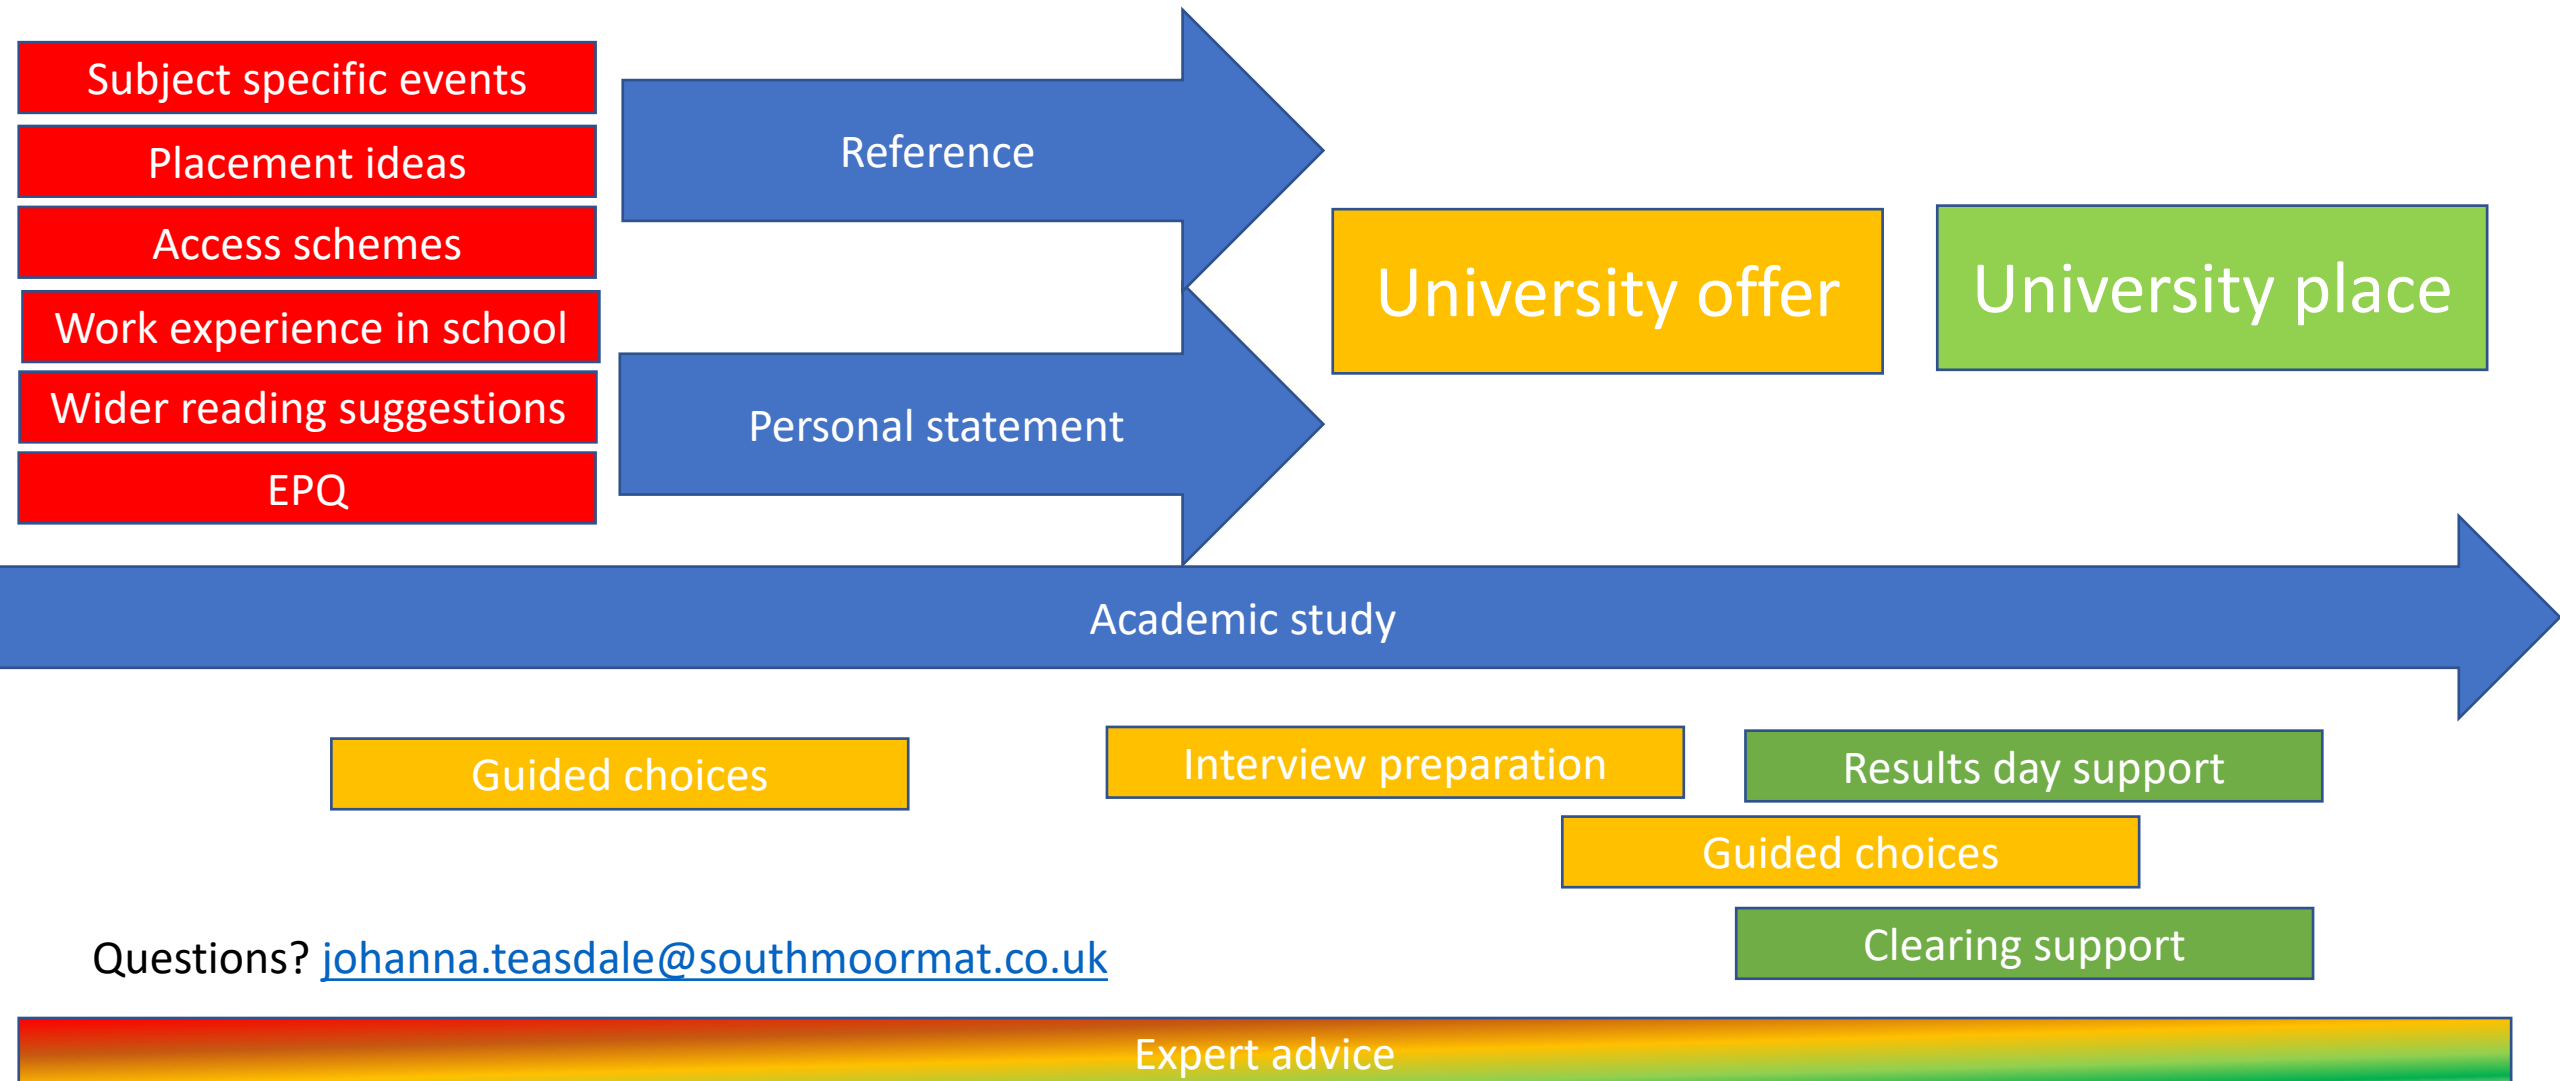 Subject specific events
Placement ideas
Access schemes
Work experience in school
Wider reading suggestions
EPQ
Reference
Personal statement
University offer
University place
Academic study
Guided choices
Interview preparation
Results day support
Guided choices
Clearing support
Questions? johanna.teasdale@southmoormat.co.uk
Expert advice